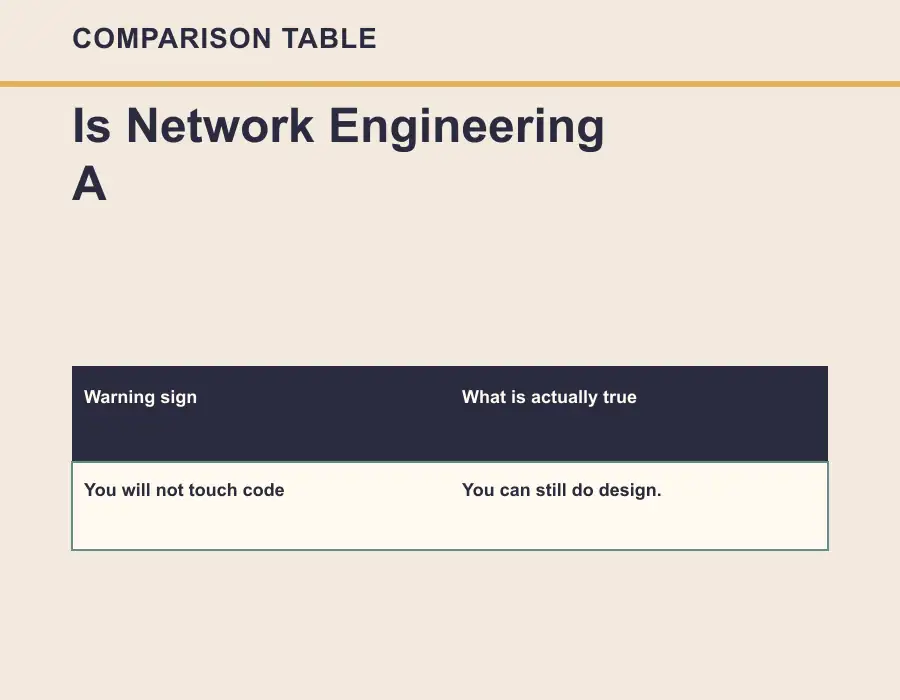 COMPARISON TABLE
Is Network Engineering
A
Warning sign
What is actually true
You will not touch code
You can still do design.